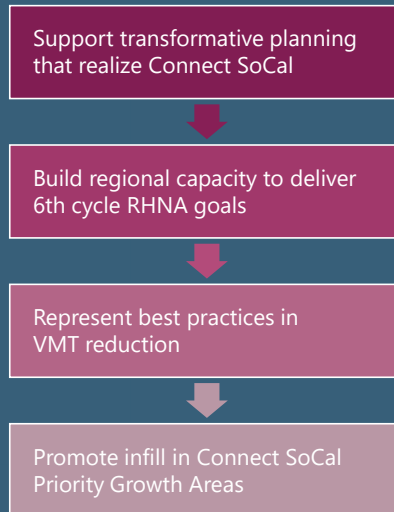 Support transformative planning
that realize Connect SoCal
Build regional capacity to deliver
6th cycle RHNA goals
Represent best practices in
VMT reduction
Promote infill in Connect SoCal
Priority Growth Areas